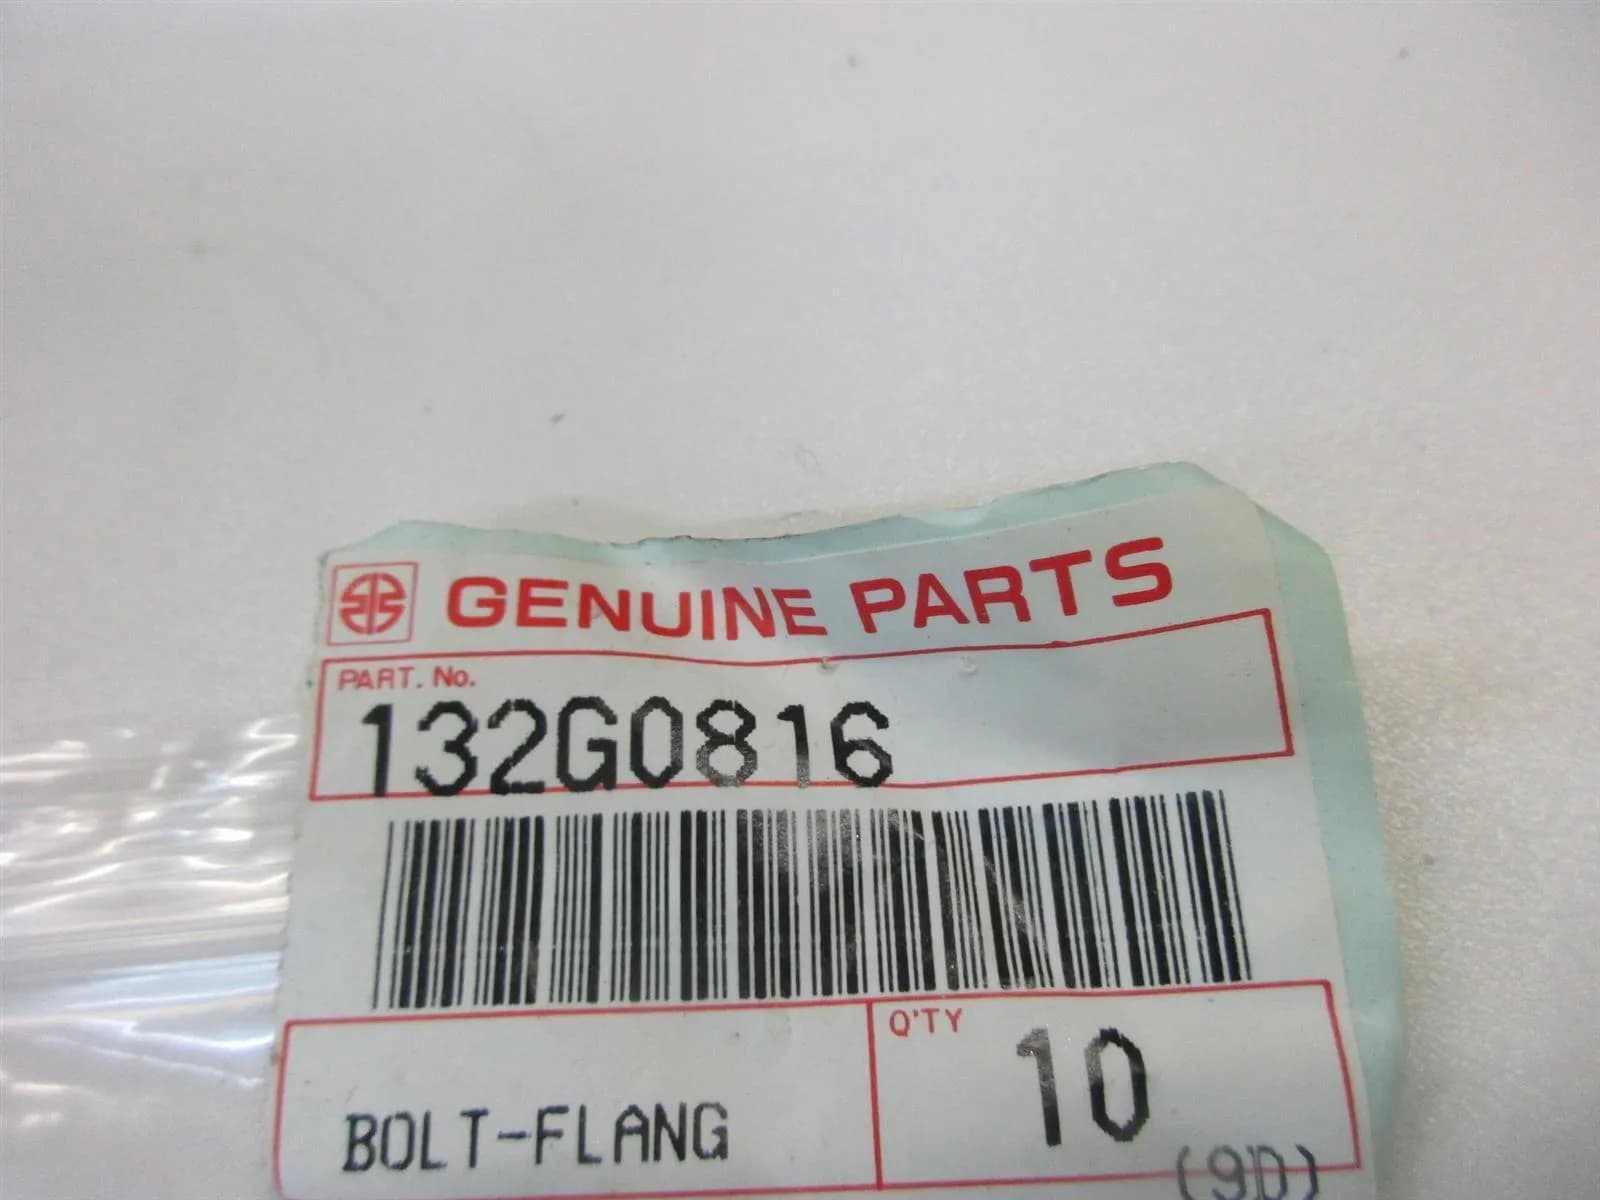 GENUINE PARTS
PART. No.
132G0816
Q'TY
10
BOLT-FLANG
(9D)